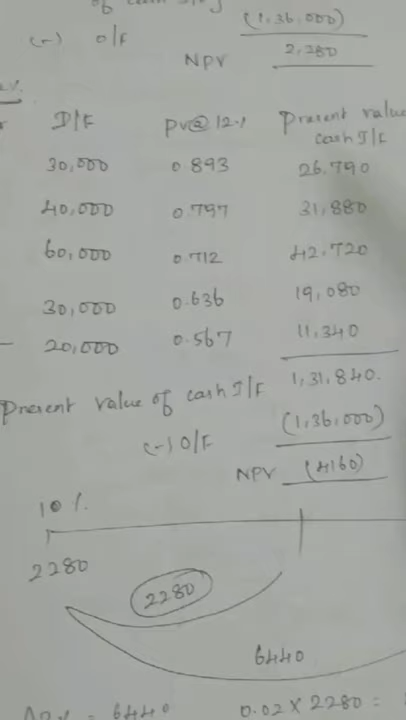 of cash I/F
(1,36,000)
(-) O/F
NPV 2,280
I/F PV@12% Present value cash I/F
30,000 0.893 26,790
40,000 0.797 31,880
60,000 0.712 42,720
30,000 0.636 19,080
20,000 0.567 11,340
1,31,840.
Present value of cash I/F
(1,36,000)
(-) O/F
NPV (4160)
10%
2280
2280
6440
= 6440 0.02 × 2280 =